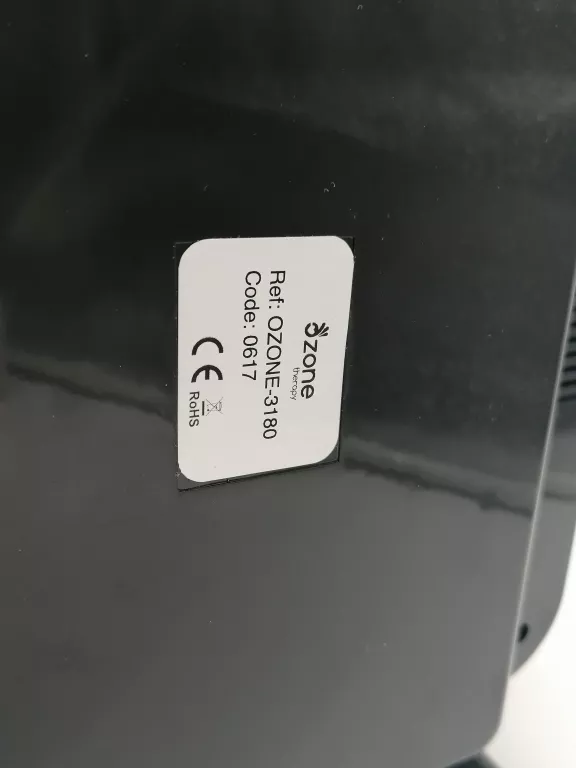 Ozone
therapy
Ref: OZONE-3180
Code: 0617
CE
RoHS